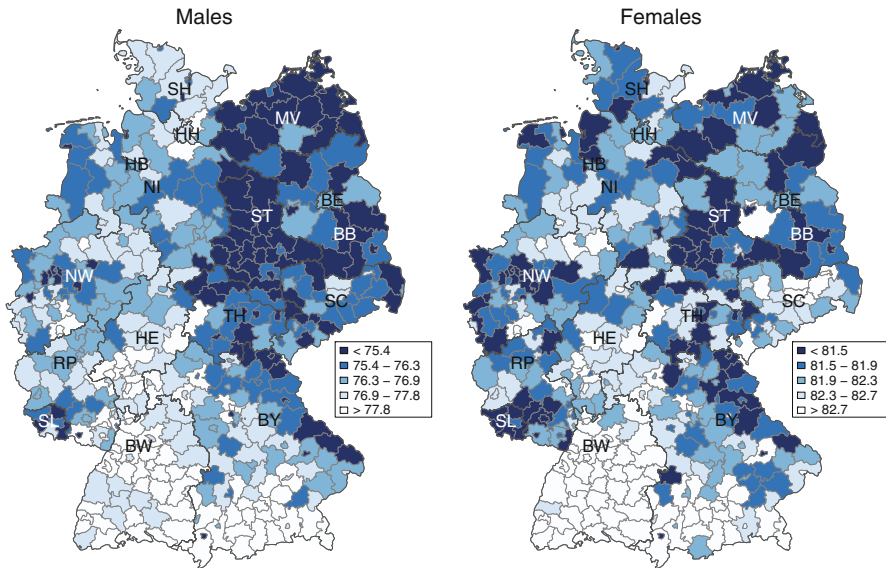 Males
SH
MV
HH
HB
NI
BE
ST
BB
NW
SC
TH
HE
RP
SL
BY
BW
< 75.4
75.4 – 76.3
76.3 – 76.9
76.9 – 77.8
> 77.8
Females
SH
MV
HH
HB
NI
BE
ST
BB
NW
SC
TH
HE
RP
SL
BY
BW
< 81.5
81.5 – 81.9
81.9 – 82.3
82.3 – 82.7
> 82.7